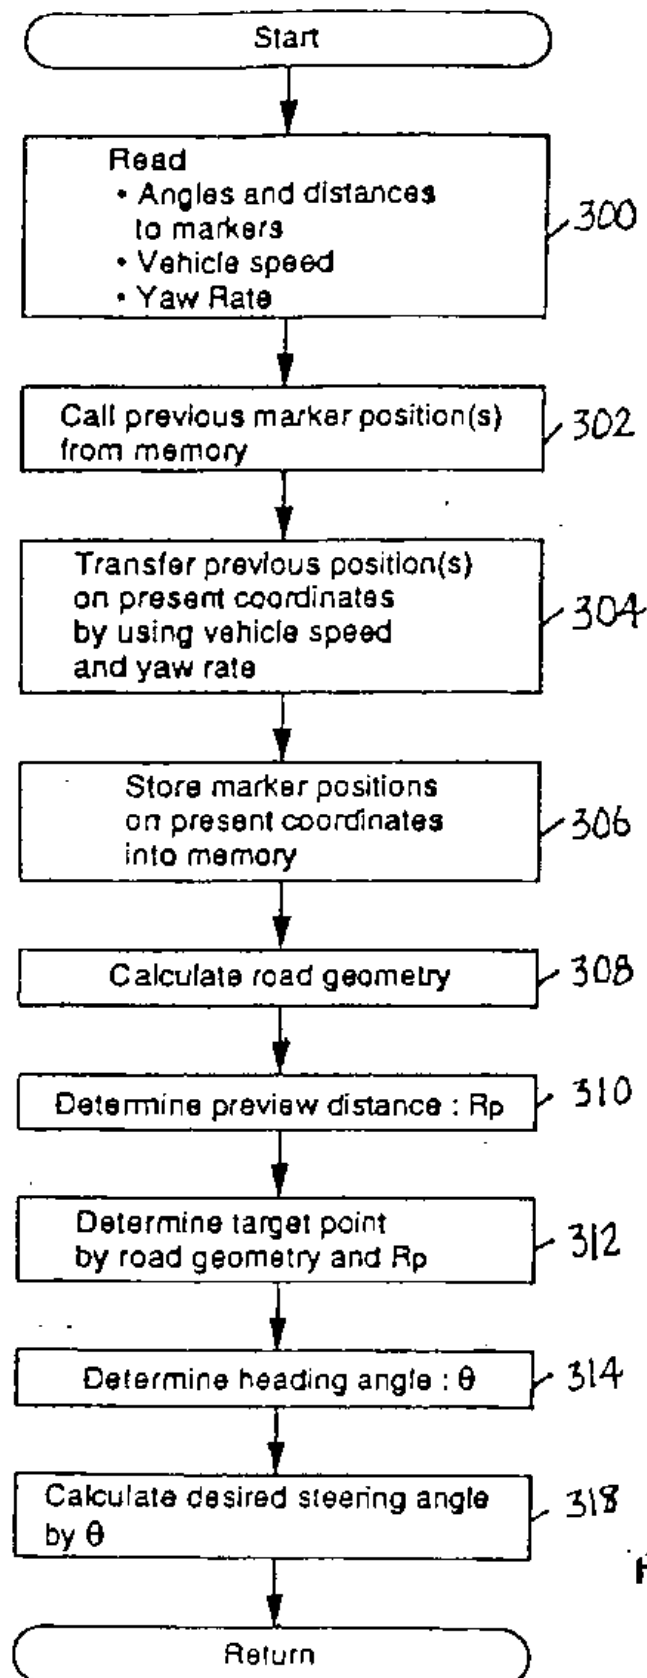 Start
Read
• Angles and distances
to markers
• Vehicle speed
• Yaw Rate
300
Call previous marker position(s)
from memory
302
Transfer previous position(s)
on present coordinates
by using vehicle speed
and yaw rate
304
Store marker positions
on present coordinates
into memory
306
Calculate road geometry
308
Determine preview distance : Rp
310
Determine target point
by road geometry and Rp
312
Determine heading angle : θ
314
Calculate desired steering angle
by θ
318
Return